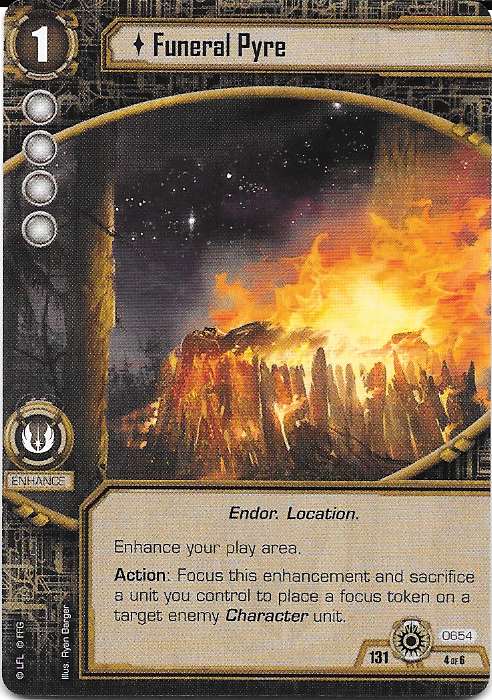 1
Funeral Pyre
ENHANCE
Endor. Location.
Enhance your play area.
Action: Focus this enhancement and sacrifice
a unit you control to place a focus token on a
target enemy Character unit.
0654
131
4 OF 6
© LFL © FFG
Illus. Ryan Barger